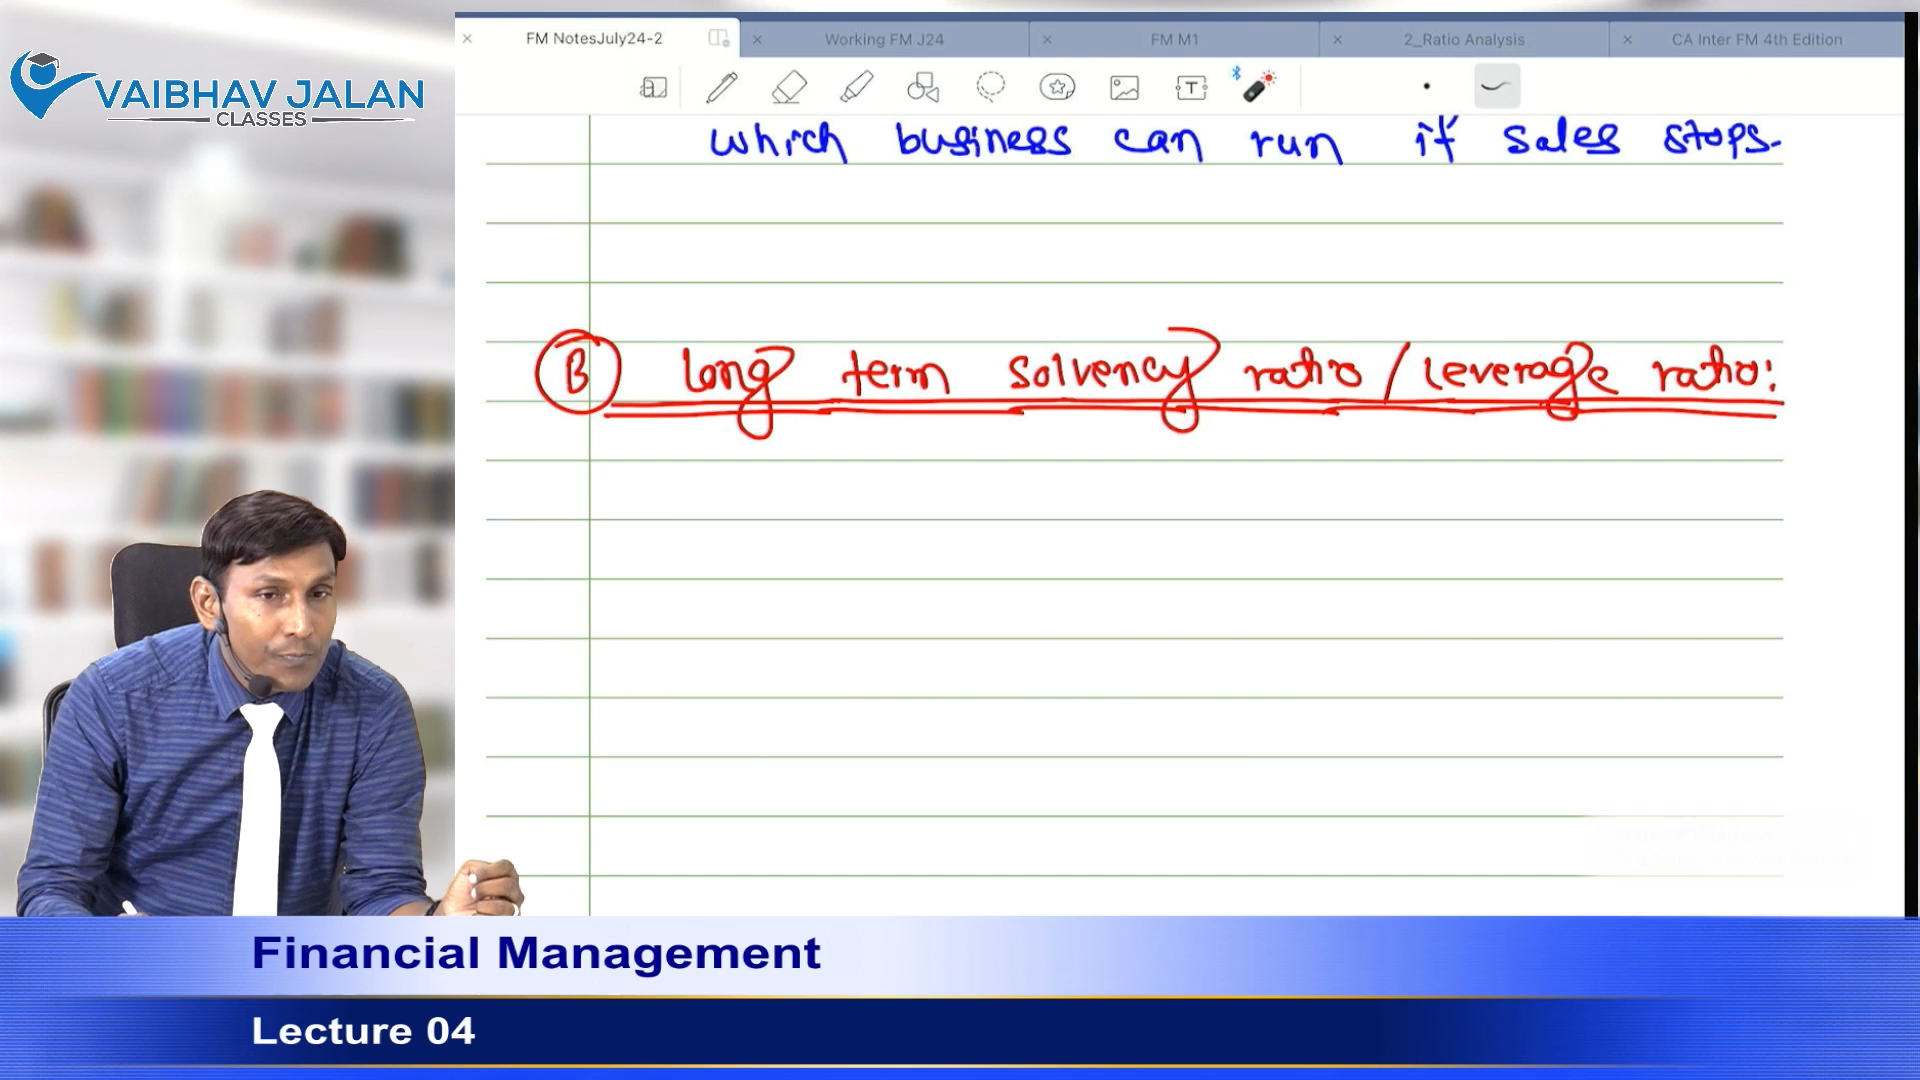 FM NotesJuly24-2
Working FM J24
FM M1
2_Ratio Analysis
CA Inter FM 4th Edition
VAIBHAV JALAN
CLASSES
which business can run if sales stops.
B Long term solvency ratio / leverage ratio:
Financial Management
Lecture 04